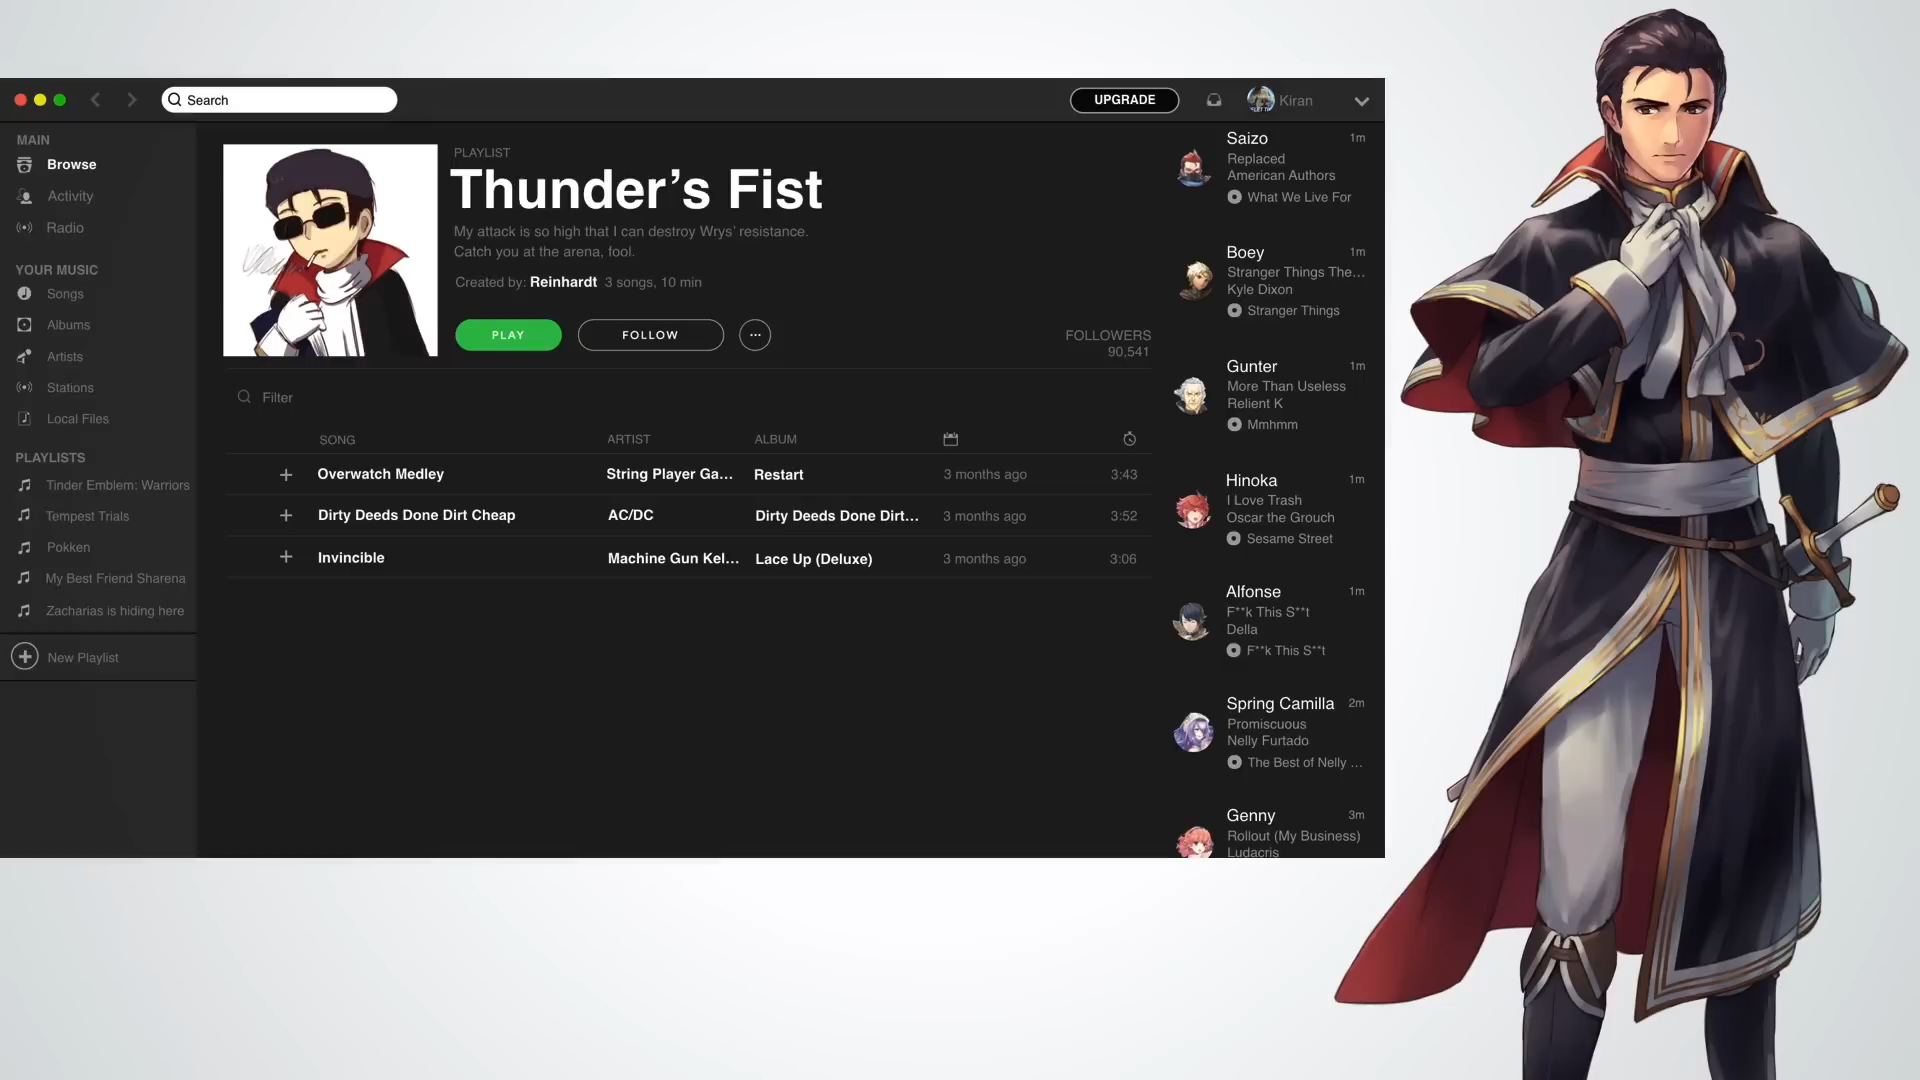 Search
UPGRADE
Kiran
MAIN
Browse
Activity
Radio
YOUR MUSIC
Songs
Albums
Artists
Stations
Local Files
PLAYLISTS
Tinder Emblem: Warriors
Tempest Trials
Pokken
My Best Friend Sharena
Zacharias is hiding here
New Playlist
PLAYLIST
Thunder's Fist
My attack is so high that I can destroy Wrys' resistance.
Catch you at the arena, fool.
Created by: Reinhardt 3 songs, 10 min
PLAY
FOLLOW
FOLLOWERS
90,541
Filter
SONG ARTIST ALBUM
Overwatch Medley String Player Ga... Restart 3 months ago 3:43
Dirty Deeds Done Dirt Cheap AC/DC Dirty Deeds Done Dirt... 3 months ago 3:52
Invincible Machine Gun Kel... Lace Up (Deluxe) 3 months ago 3:06
Saizo 1m
Replaced
American Authors
What We Live For
Boey 1m
Stranger Things The...
Kyle Dixon
Stranger Things
Gunter 1m
More Than Useless
Relient K
Mmhmm
Hinoka 1m
I Love Trash
Oscar the Grouch
Sesame Street
Alfonse 1m
F**k This S**t
Della
F**k This S**t
Spring Camilla 2m
Promiscuous
Nelly Furtado
The Best of Nelly ...
Genny 3m
Rollout (My Business)
Ludacris